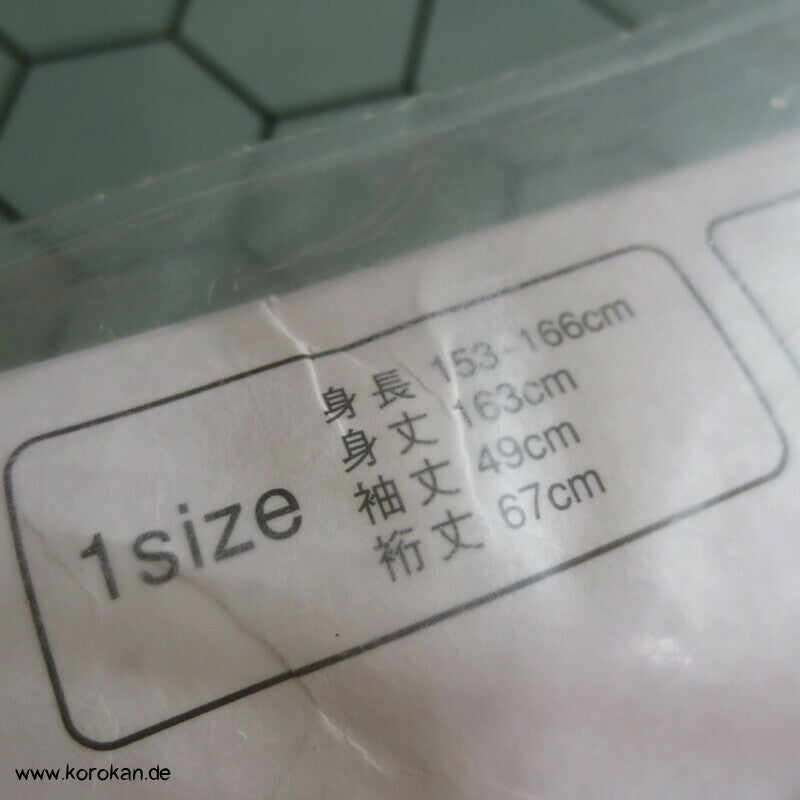 1size
身長 153-166cm
身丈 163cm
袖丈 49cm
裄丈 67cm
www.korokan.de